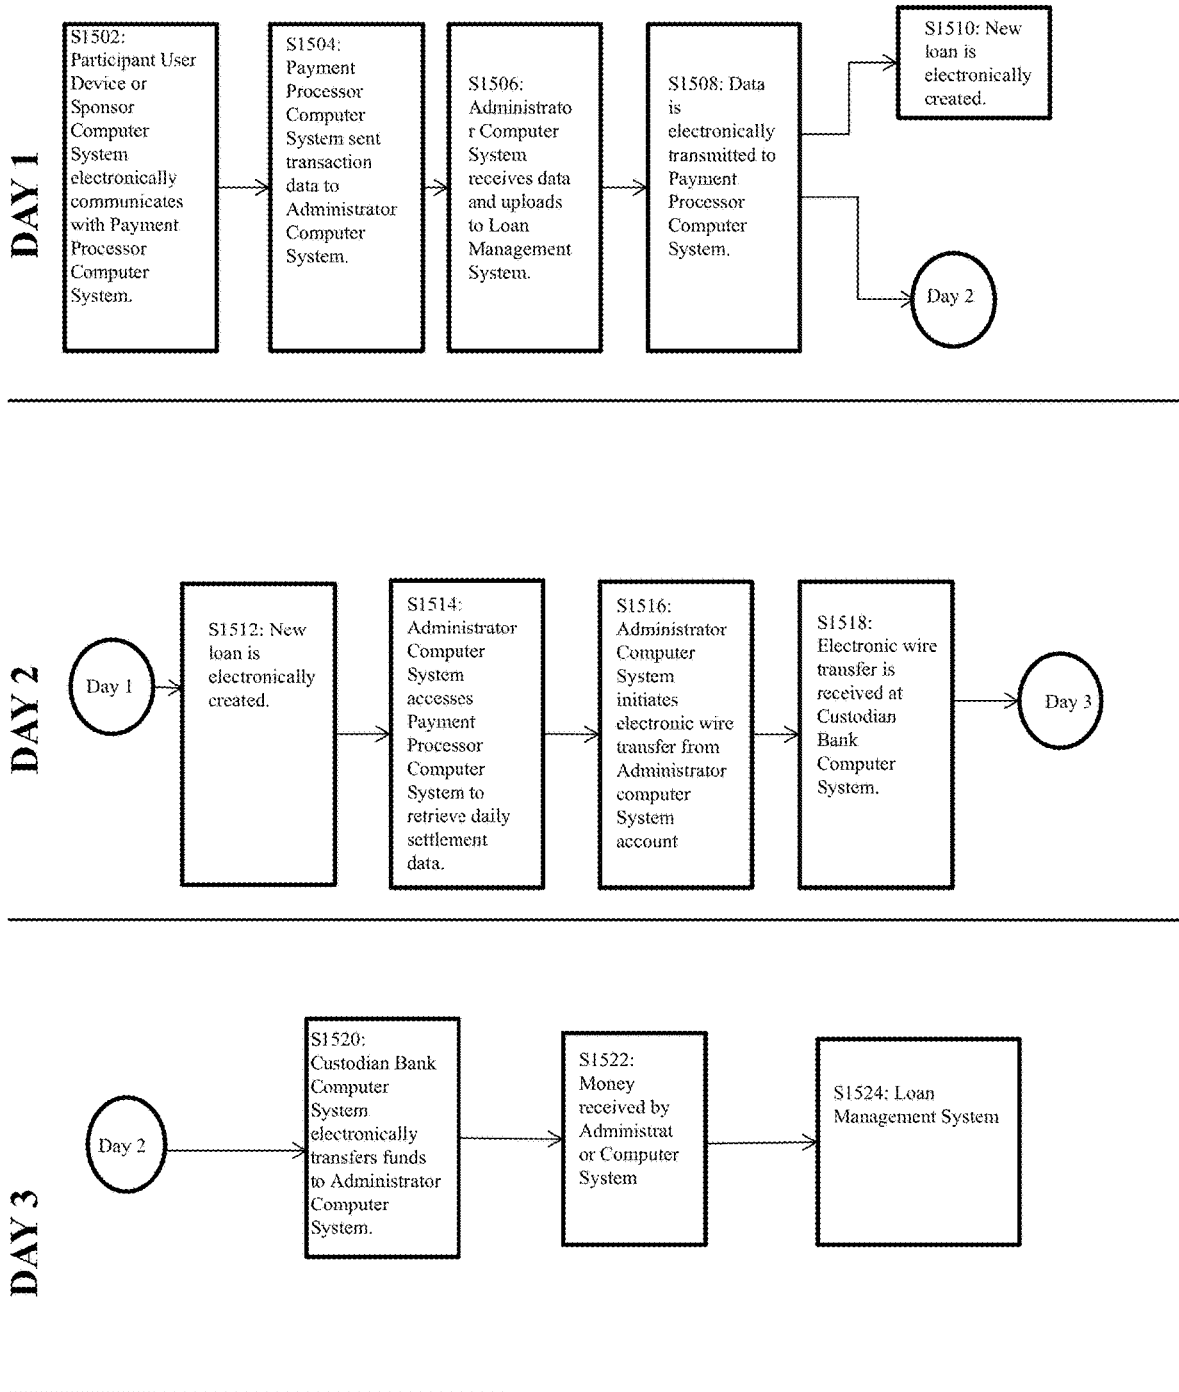 DAY 1
S1502:
Participant User
Device or
Sponsor
Computer
System
electronically
communicates
with Payment
Processor
Computer
System.
S1504:
Payment
Processor
Computer
System sent
transaction
data to
Administrator
Computer
System.
S1506:
Administrato
r Computer
System
receives data
and uploads
to Loan
Management
System.
S1508: Data
is
electronically
transmitted to
Payment
Processor
Computer
System.
S1510: New
loan is
electronically
created.
Day 2
DAY 2
Day 1
S1512: New
loan is
electronically
created.
S1514:
Administrator
Computer
System
accesses
Payment
Processor
Computer
System to
retrieve daily
settlement
data.
S1516:
Administrator
Computer
System
initiates
electronic wire
transfer from
Administrator
computer
System
account
S1518:
Electronic wire
transfer is
received at
Custodian
Bank
Computer
System.
Day 3
DAY 3
Day 2
S1520:
Custodian Bank
Computer
System
electronically
transfers funds
to Administrator
Computer
System.
S1522:
Money
received by
Administrat
or Computer
System
S1524: Loan
Management System